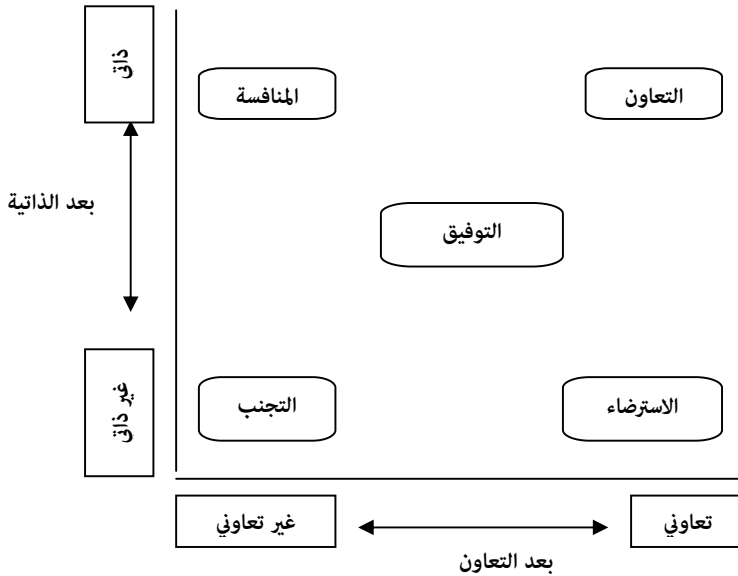 ذاتي
المنافسة
التعاون
بعد الذاتية
التوفيق
غير ذاتي
التجنب
الاسترضاء
غير تعاوني
تعاوني
بعد التعاون